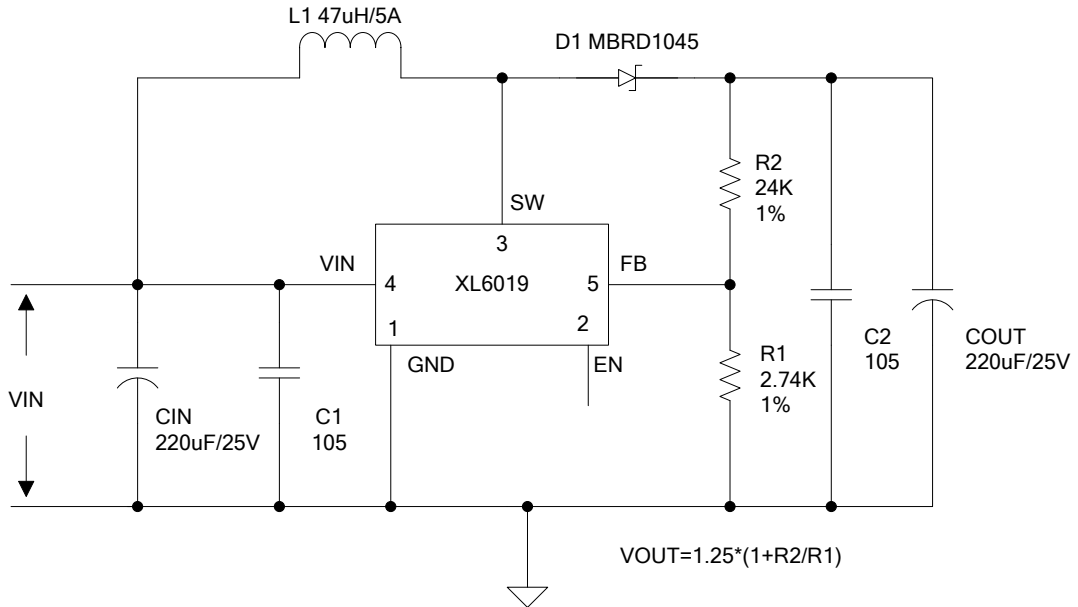 L1 47uH/5A
D1 MBRD1045
R2
24K
1%
SW
3
VIN
FB
4
XL6019
5
1
2
GND
EN
R1
2.74K
1%
C2
105
COUT
220uF/25V
VIN
CIN
220uF/25V
C1
105
VOUT=1.25*(1+R2/R1)